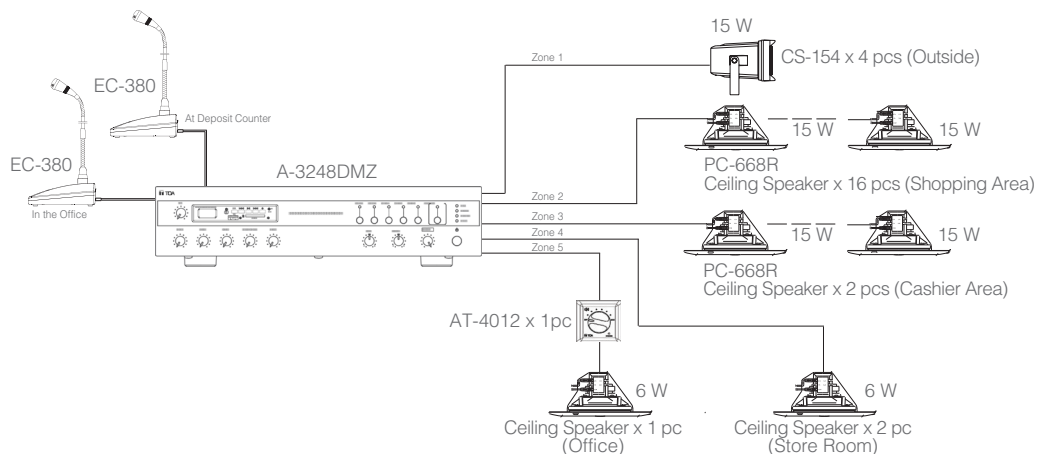 15 W
CS-154 x 4 pcs (Outside)
Zone 1
EC-380
At Deposit Counter
EC-380
In the Office
A-3248DMZ
TOA
Zone 2
Zone 3
Zone 4
Zone 5
15 W
15 W
PC-668R
Ceiling Speaker x 16 pcs (Shopping Area)
15 W
15 W
PC-668R
Ceiling Speaker x 2 pcs (Cashier Area)
AT-4012 x 1pc
6 W
Ceiling Speaker x 1 pc
(Office)
6 W
Ceiling Speaker x 2 pc
(Store Room)